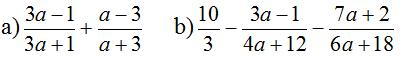 a) (3a − 1)/(3a + 1) + (a − 3)/(a + 3)   b) 10/3 − (3a − 1)/(4a + 12) − (7a + 2)/(6a + 18)